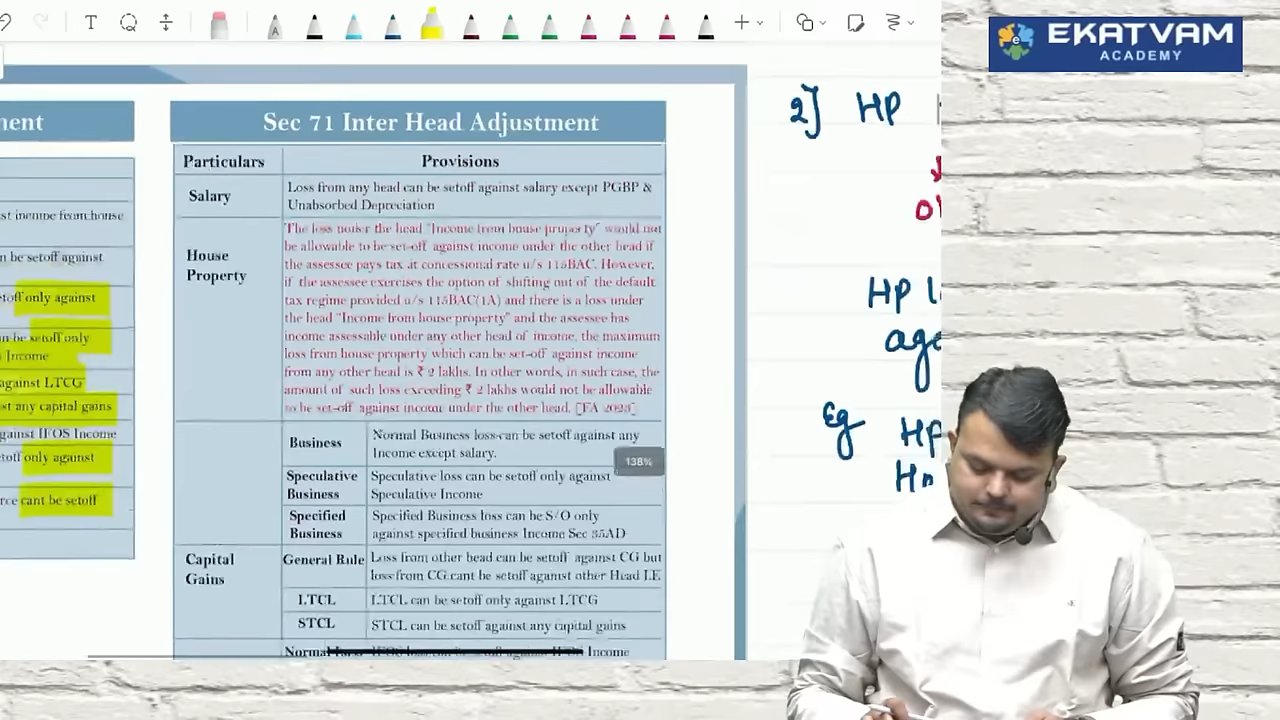 EKATVAM
ACADEMY
ment
Sec 71 Inter Head Adjustment
Particulars
Provisions
Salary
Loss from any head can be setoff against salary except PGBP &
Unabsorbed Depreciation
House
Property
The loss under the head "Income from house property" would not
be allowable to be set-off against income under the other head if
the assessee pays tax at concessional rate u/s 115BAC. However,
if the assessee exercises the option of shifting out of the default
tax regime provided u/s 115BAC(1A) and there is a loss under
the head "Income from house property" and the assessee has
income assessable under any other head of income, the maximum
loss from house property which can be set-off against income
from any other head is ₹ 2 lakhs. In other words, in such case, the
amount of such loss exceeding ₹ 2 lakhs would not be allowable
to be set-off against income under the other head. [FA 2023]
Business
Normal Business loss can be setoff against any
Income except salary.
138%
Speculative
Business
Speculative loss can be setoff only against
Speculative Income
Specified
Business
Specified Business loss can be S/O only
against specified business Income Sec 35AD
Capital
Gains
General Rule
Loss from other head can be setoff against CG but
loss from CG cant be setoff against other Head I.E
LTCL
LTCL can be setoff only against LTCG
STCL
STCL can be setoff against any capital gains
Normal
Income
income from house
n be setoff against
only against
n be setoff only
Income
against LTCG
st any capital gains
against IFOS Income
only against
rce cant be setoff
2] HP
HP
Eg HP